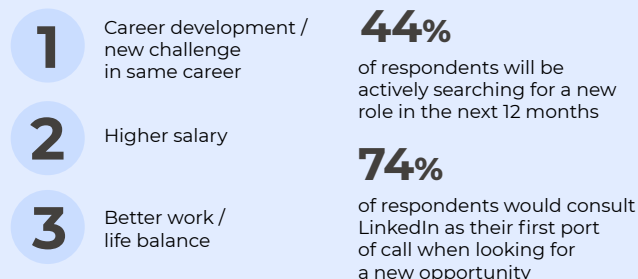 1
Career development /
new challenge
in same career
2
Higher salary
3
Better work /
life balance
44%
of respondents will be
actively searching for a new
role in the next 12 months
74%
of respondents would consult
LinkedIn as their first port
of call when looking for
a new opportunity